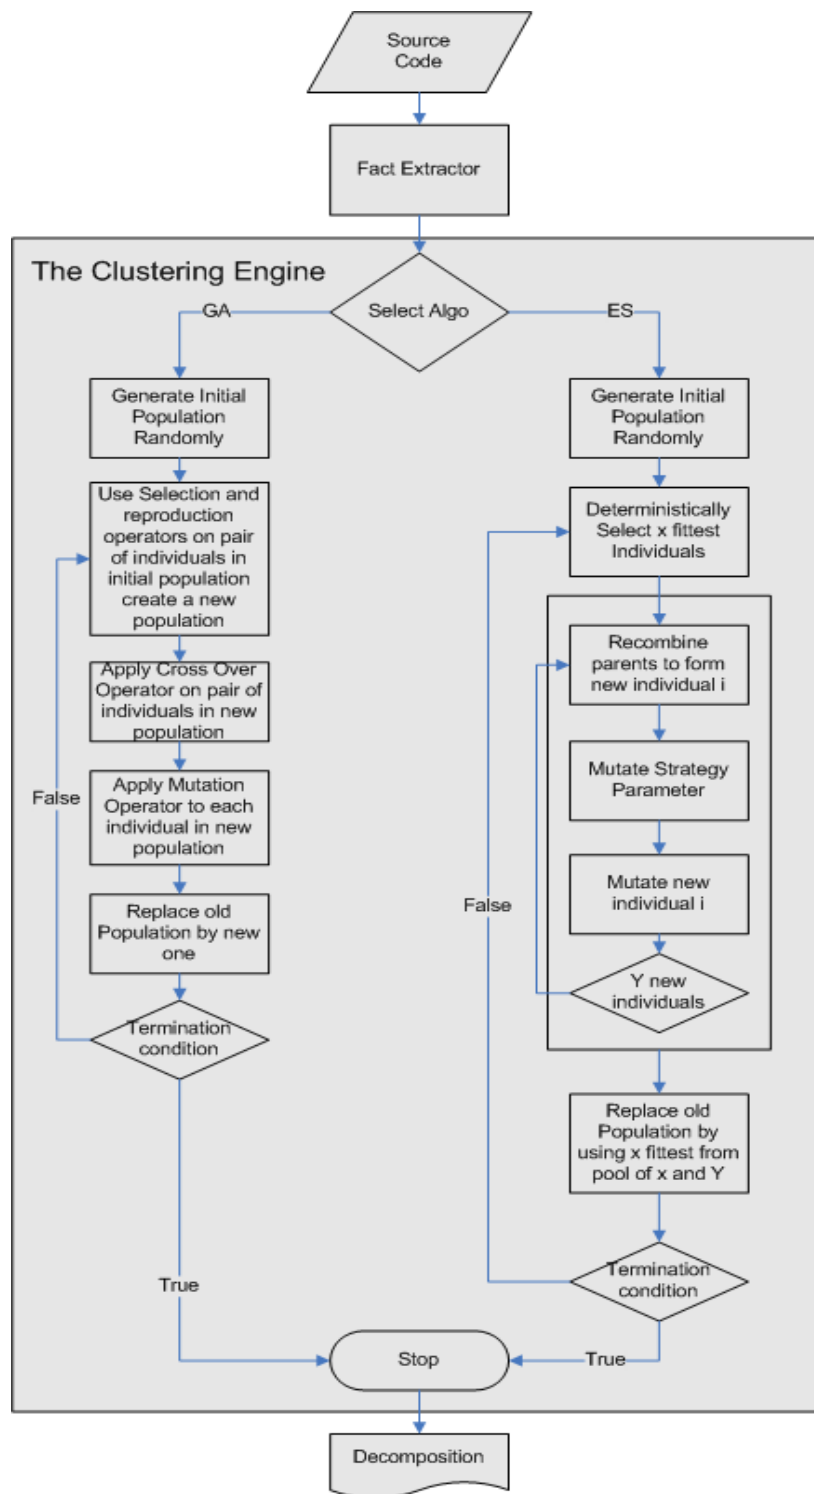 Source
Code
Fact Extractor
The Clustering Engine
Select Algo
GA
ES
Generate Initial
Population
Randomly
Use Selection and
reproduction
operators on pair
of individuals in
initial population
create a new
population
Apply Cross Over
Operator on pair of
individuals in new
population
Apply Mutation
Operator to each
individual in new
population
False
Replace old
Population by new
one
Termination
condition
True
Generate Initial
Population
Randomly
Deterministically
Select x fittest
Individuals
Recombine
parents to form
new individual i
Mutate Strategy
Parameter
Mutate new
individual i
False
Y new
individuals
Replace old
Population by
using x fittest from
pool of x and Y
Termination
condition
True
Stop
Decomposition